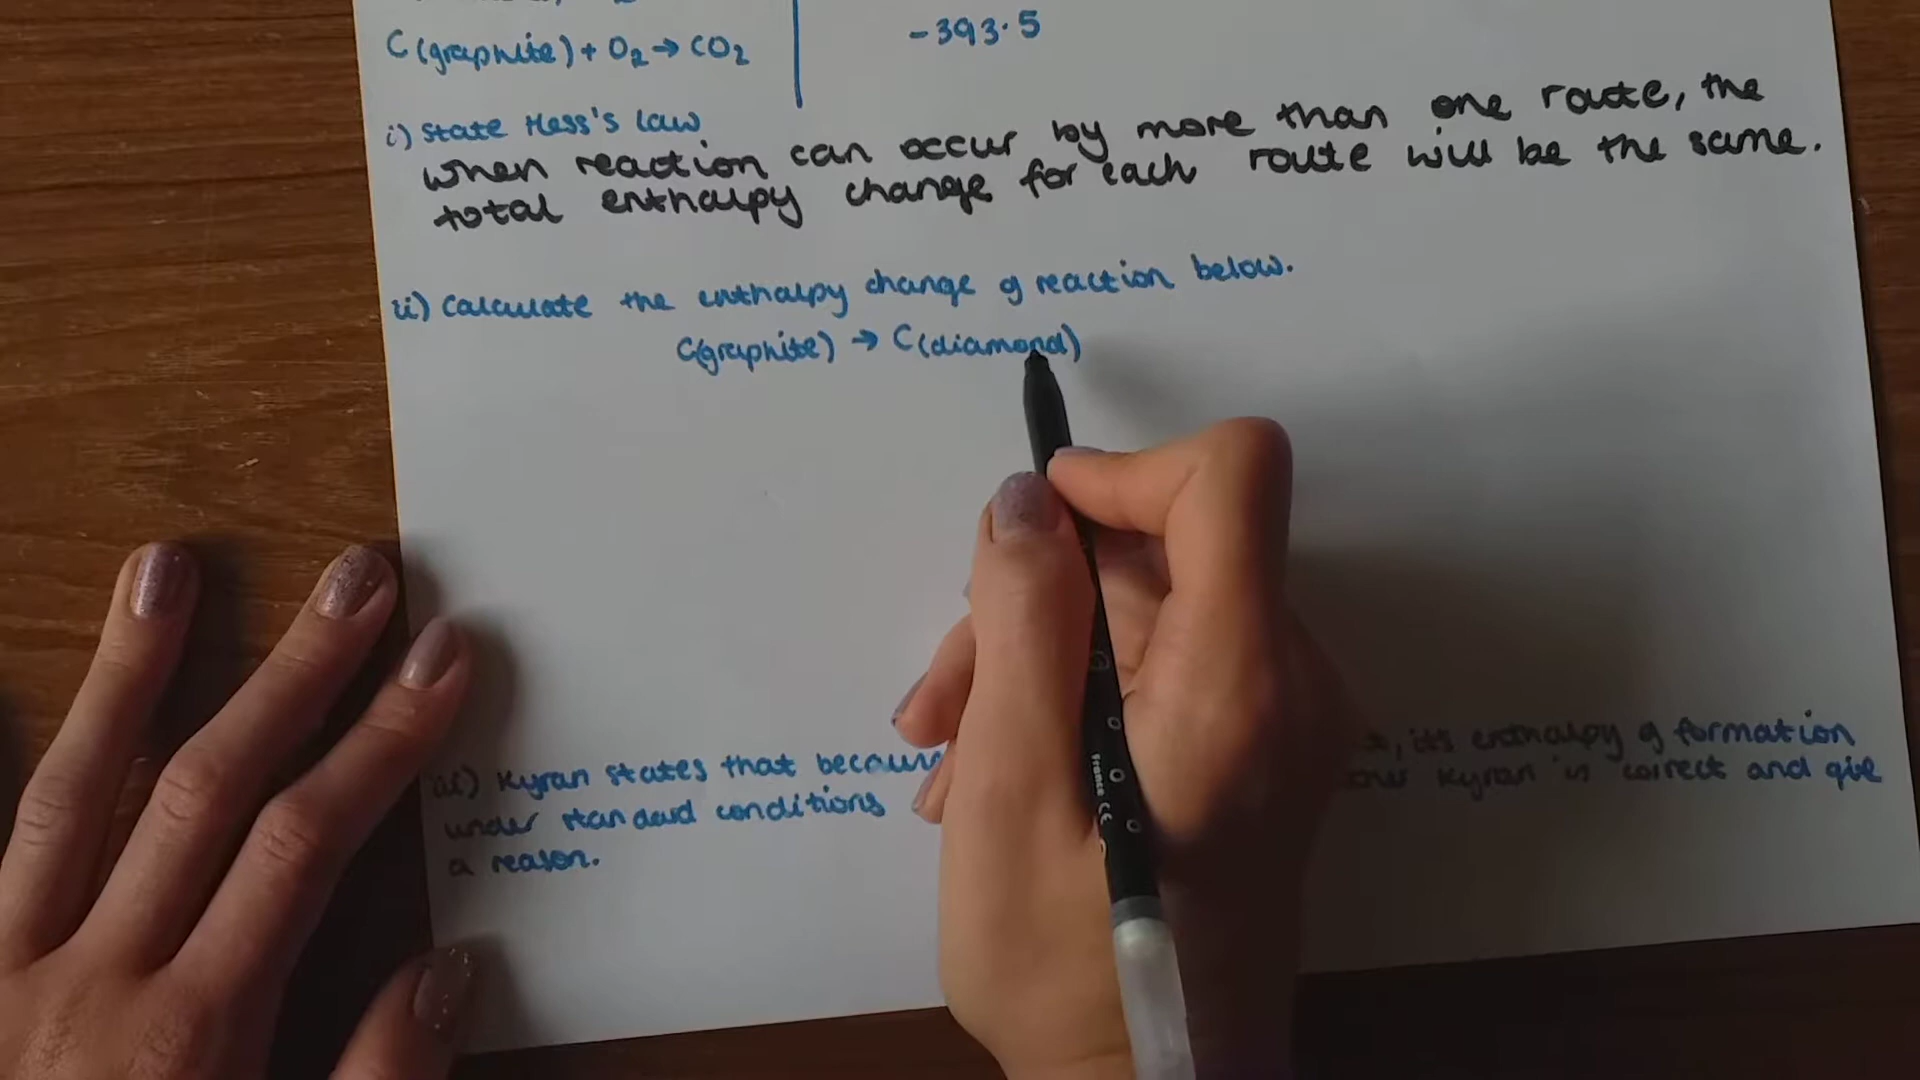 C(graphite) + O2 → CO2
-393.5
i) State Hess's law
when reaction can occur by more than one route, the
total enthalpy change for each route will be the same.
ii) Calculate the enthalpy change of reaction below.
C(graphite) → C(diamond)
iii) Kyran states that , its enthalpy of formation
under standard conditions Kyran is correct and give
a reason.
France CE